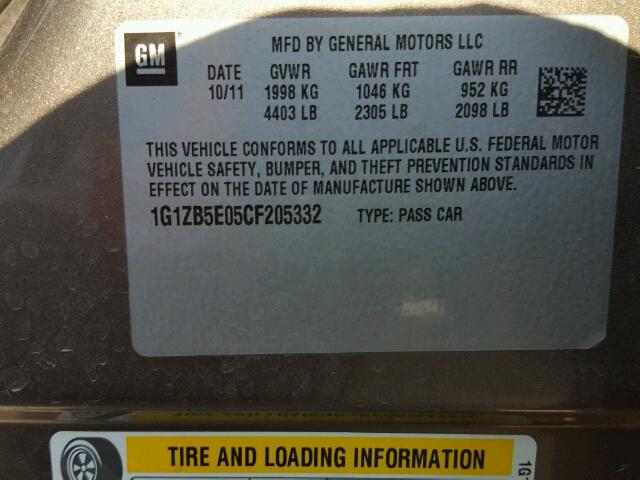 GM
MFD BY GENERAL MOTORS LLC
DATE GVWR GAWR FRT GAWR RR
10/11 1998 KG 1046 KG 952 KG
4403 LB 2305 LB 2098 LB
THIS VEHICLE CONFORMS TO ALL APPLICABLE U.S. FEDERAL MOTOR
VEHICLE SAFETY, BUMPER, AND THEFT PREVENTION STANDARDS IN
EFFECT ON THE DATE OF MANUFACTURE SHOWN ABOVE.
1G1ZB5E05CF205332 TYPE: PASS CAR
TIRE AND LOADING INFORMATION
1G